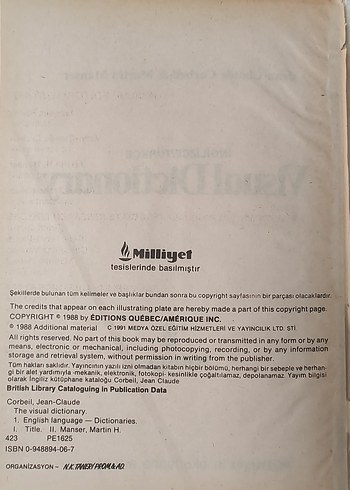 Milliyet
tesislerinde basılmıştır
Şekillerde bulunan tüm kelimeler ve başlıklar bundan sonra bu copyright sayfasının bir parçası olacaklardır.
The credits that appear on each illustrating plate are hereby made a part of this copyright page.
COPYRIGHT © 1988 by ÉDITIONS QUÉBEC/AMÉRIQUE INC.
© 1988 Additional material © 1991 MEDYA ÖZEL EĞİTİM HİZMETLERİ VE YAYINCILIK LTD. STİ.
All rights reserved. No part of this book may be reproduced or transmitted in any form or by any
means, electronic or mechanical, including photocopying, recording, or by any information
storage and retrieval system, without permission in writing from the publisher.
Tüm hakları saklıdır. Yayıncının yazılı izni olmadan kitabın hiçbir bölümü, herhangi bir sebeple ve herhan-
gi bir alet yardımıyla -mekanik, elektronik, fotokopi- kesinlikle çoğaltılamaz, depolanamaz. Yayım bilgisi
olarak İngiliz kütüphane kataloğu Corbeil, Jean Claude
British Library Cataloguing in Publication Data
Corbeil, Jean-Claude
The visual dictionary.
1. English language — Dictionaries.
I. Title. II. Manser, Martin H.
423 PE1625
ISBN 0-948894-06-7
ORGANİZASYON –
Visual Dictionary